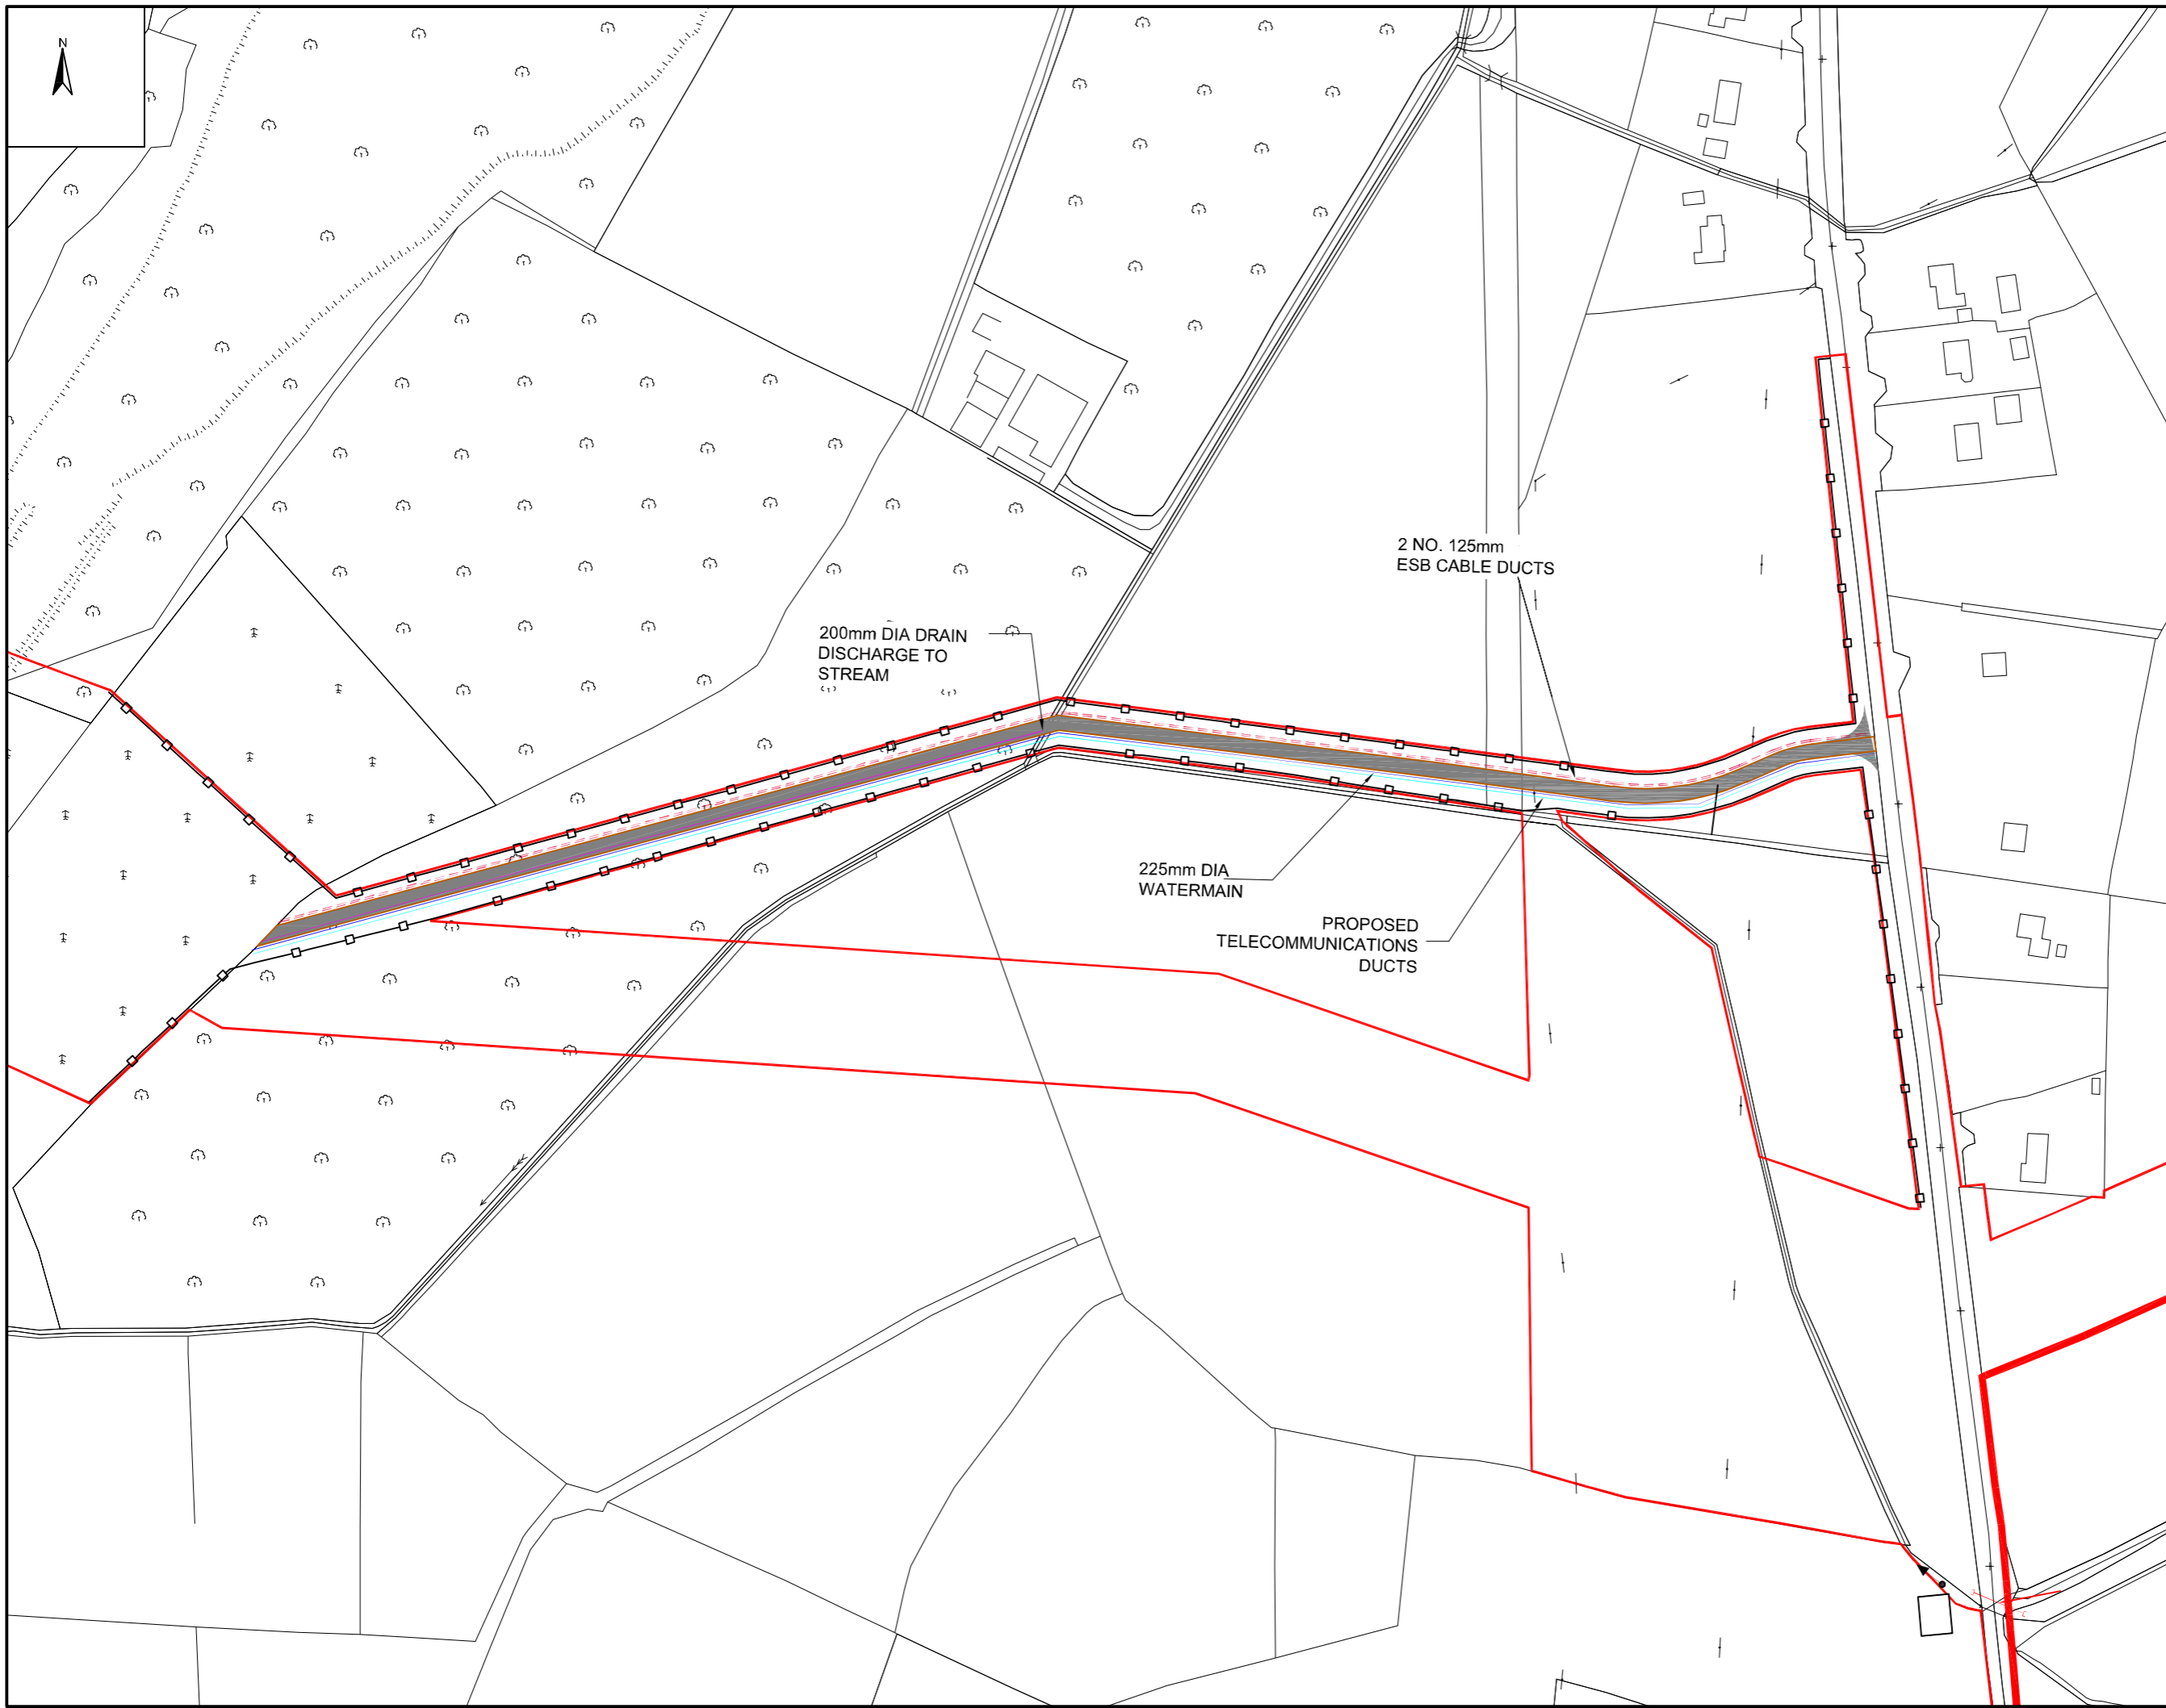 N
2 NO. 125mm
ESB CABLE DUCTS
200mm DIA DRAIN
DISCHARGE TO
STREAM
225mm DIA
WATERMAIN
PROPOSED
TELECOMMUNICATIONS
DUCTS